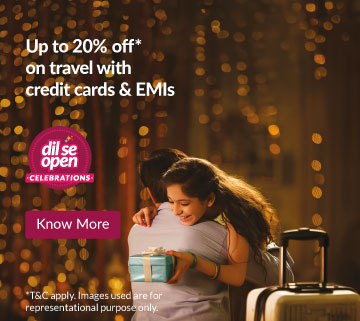 Up to 20% off*
on travel with
credit cards & EMIs
dil se
open
CELEBRATIONS
Know More
*T&C apply. Images used are for
representational purpose only.